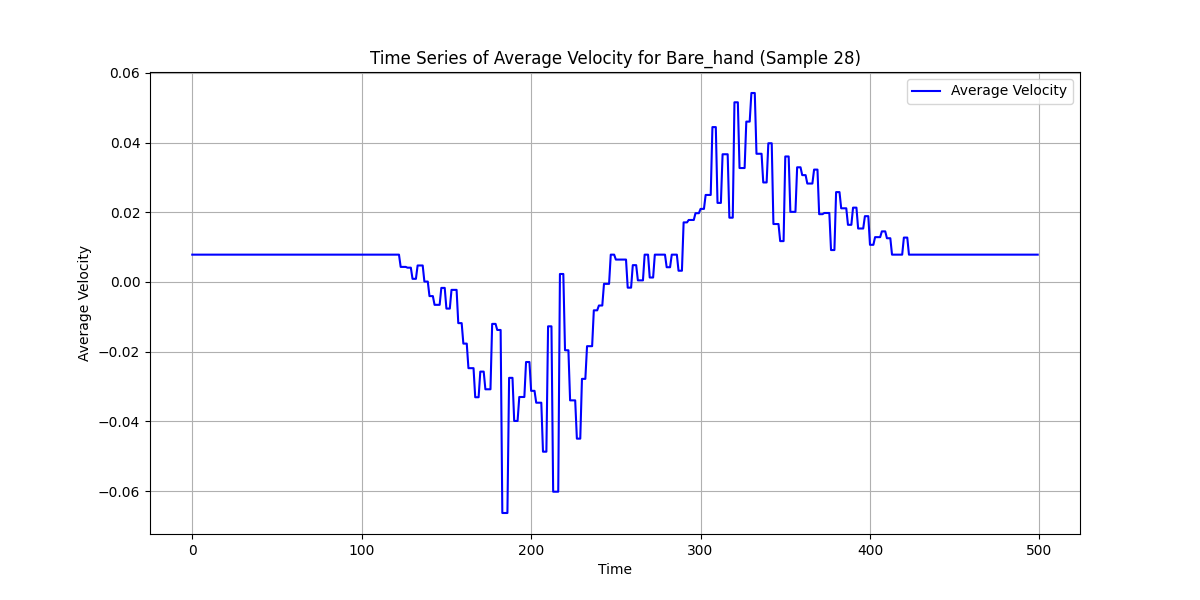 Time Series of Average Velocity for Bare_hand (Sample 28)
Average Velocity
0.06
0.04
0.02
0.00
−0.02
−0.04
−0.06
Average Velocity
0 100 200 300 400 500
Time